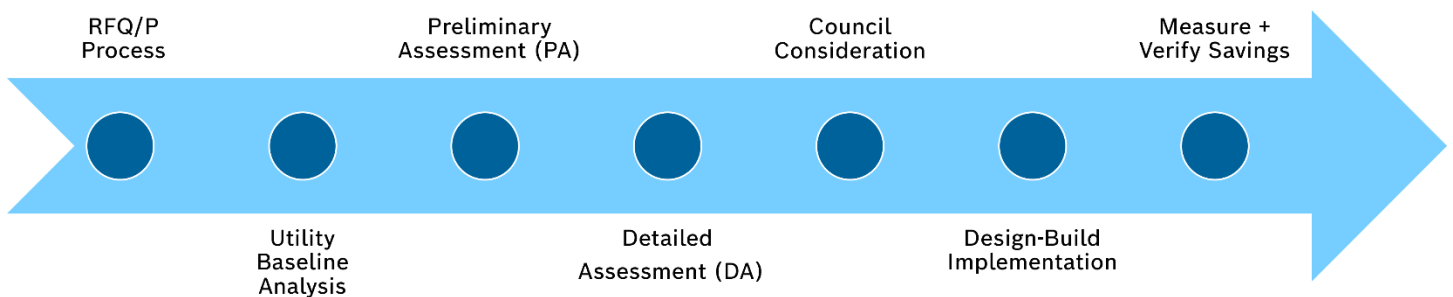 RFQ/P
Process
Utility
Baseline
Analysis
Preliminary
Assessment (PA)
Detailed
Assessment (DA)
Council
Consideration
Design-Build
Implementation
Measure +
Verify Savings